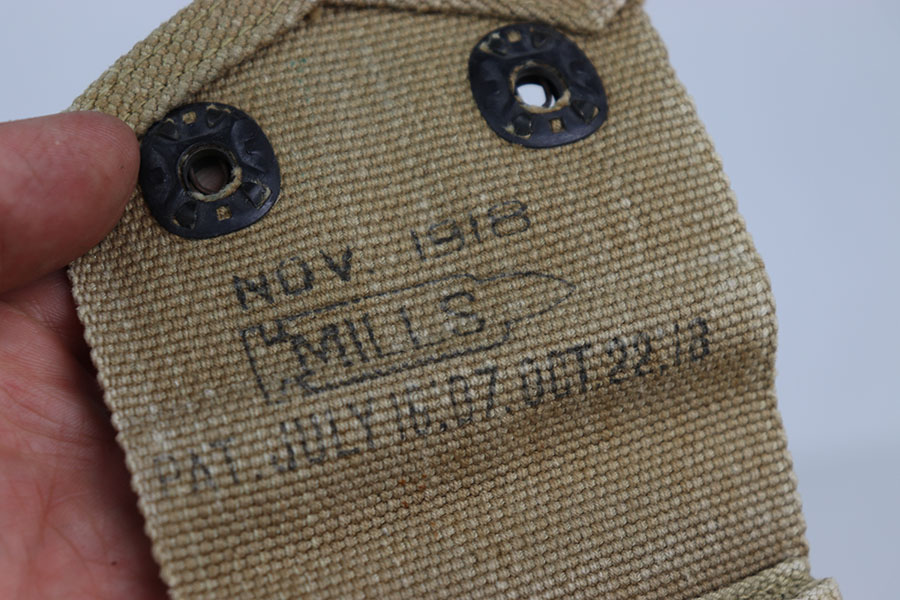 NOV. 1918
MILLS
PAT JULY 16.07.OCT.22.18